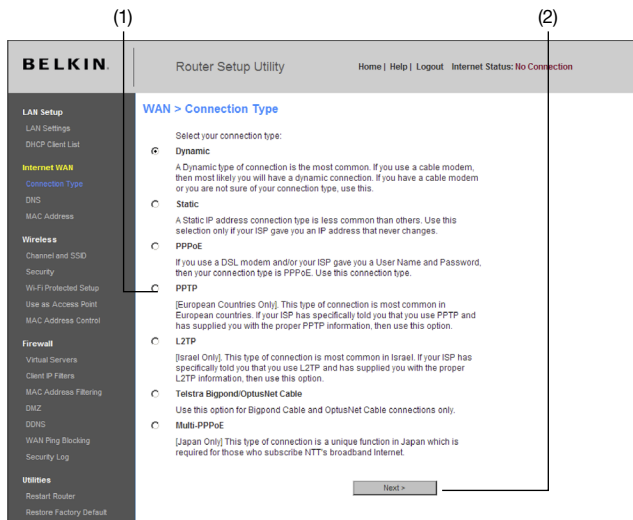 (1)
(2)
BELKIN.
Router Setup Utility
Home | Help | Logout Internet Status: No Connection
LAN Setup
LAN Settings
DHCP Client List
Internet WAN
Connection Type
DNS
MAC Address
Wireless
Channel and SSID
Security
Wi-Fi Protected Setup
Use as Access Point
MAC Address Control
Firewall
Virtual Servers
Client IP Filters
MAC Address Filtering
DMZ
DDNS
WAN Ping Blocking
Security Log
Utilities
Restart Router
Restore Factory Default
WAN > Connection Type
Select your connection type:
Dynamic
A Dynamic type of connection is the most common. If you use a cable modem,
then most likely you will have a dynamic connection. If you have a cable modem
or you are not sure of your connection type, use this.
Static
A Static IP address connection type is less common than others. Use this
selection only if your ISP gave you an IP address that never changes.
PPPoE
If you use a DSL modem and/or your ISP gave you a User Name and Password,
then your connection type is PPPoE. Use this connection type.
PPTP
[European Countries Only]. This type of connection is most common in
European countries. If your ISP has specifically told you that you use PPTP and
has supplied you with the proper PPTP information, then use this option.
L2TP
[Israel Only]. This type of connection is most common in Israel. If your ISP has
specifically told you that you use L2TP and has supplied you with the proper
L2TP information, then use this option.
Telstra Bigpond/OptusNet Cable
Use this option for Bigpond Cable and OptusNet Cable connections only.
Multi-PPPoE
[Japan Only] This type of connection is a unique function in Japan which is
required for those who subscribe NTT's broadband Internet.
Next >